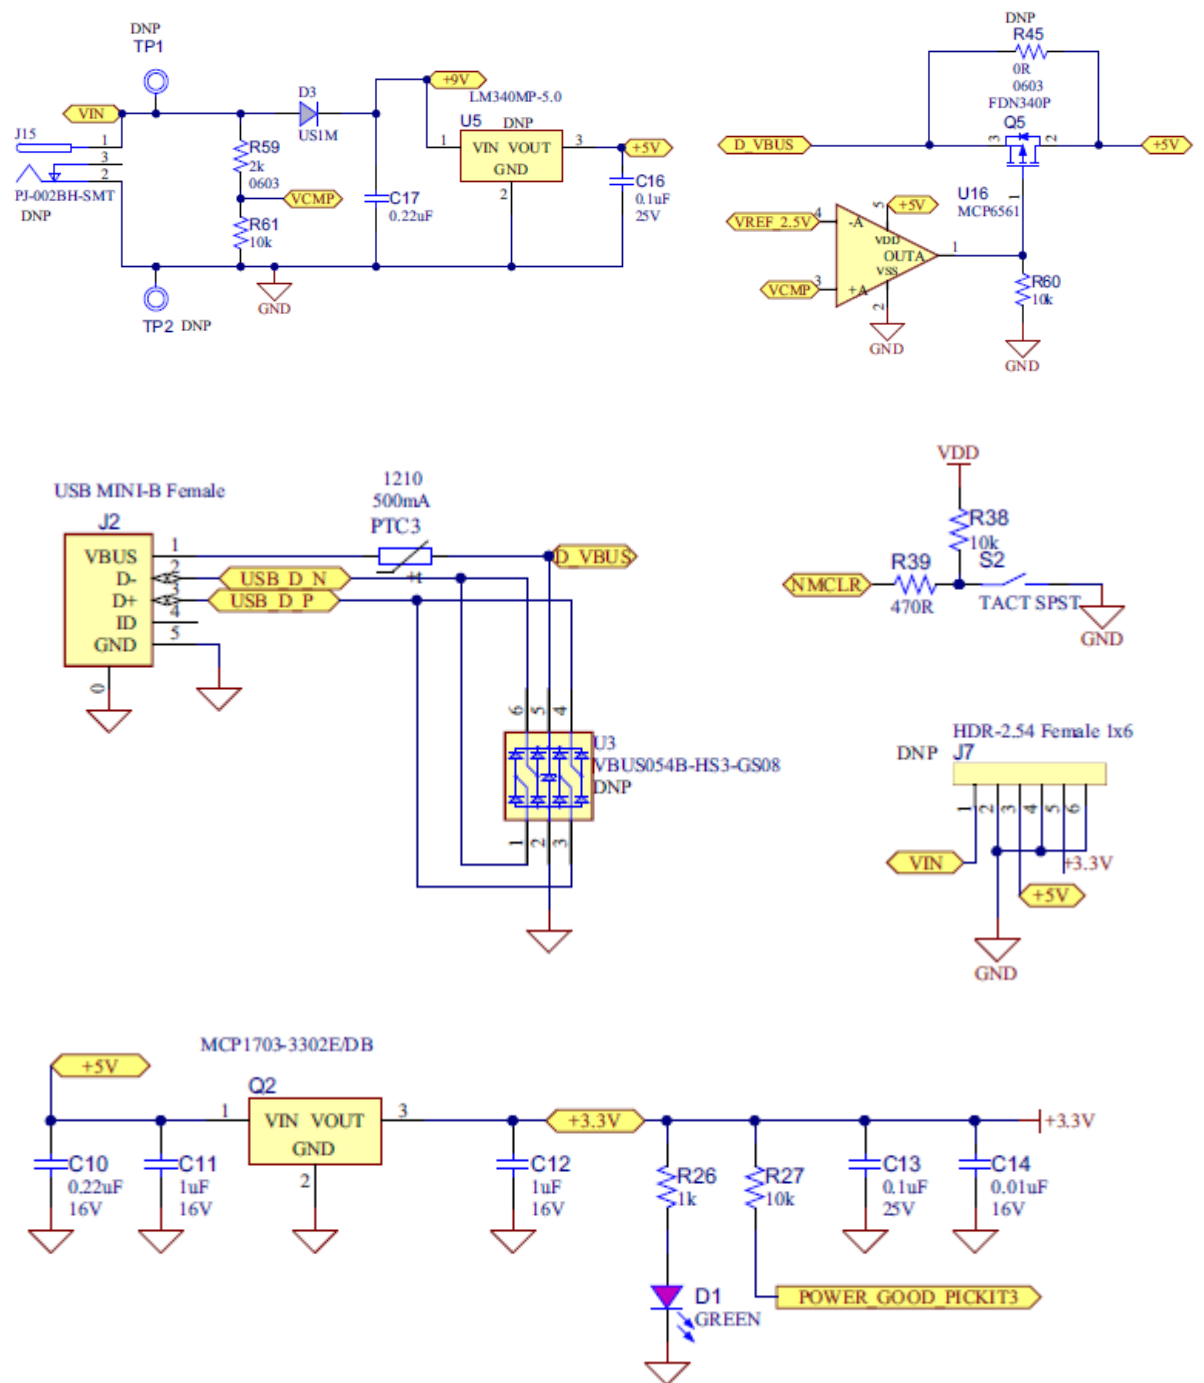 DNP
TP1
VIN
J15
1
3
2
PJ-002BH-SMT
DNP
R59
2k
0603
VCMP
R61
10k
D3
US1M
C17
0.22uF
+9V
LM340MP-5.0
U5
DNP
1
VIN VOUT
3
GND
2
+5V
C16
0.1uF
25V
GND
TP2 DNP
DNP
R45
0R
0603
FDN340P
Q5
D_VBUS
3
2
+5V
1
U16
MCP6561
VREF_2.5V
4
-A
5
+5V
VDD
OUTA
1
VSS
VCMP
3
+A
2
GND
R60
10k
GND
USB MINI-B Female
J2
VBUS
1
D-
2
D+
3
ID
4
GND
5
0
1210
500mA
PTC3
+t
D_VBUS
USB_D_N
USB_D_P
6
5
4
U3
VBUS054B-HS3-GS08
DNP
1
2
3
VDD
R38
10k
NMCLR
R39
470R
S2
TACT SPST
GND
HDR-2.54 Female 1x6
DNP
J7
1
2
3
4
5
6
VIN
+3.3V
+5V
GND
MCP1703-3302E/DB
+5V
Q2
1
VIN VOUT
3
GND
2
C10
0.22uF
16V
C11
1uF
16V
C12
1uF
16V
+3.3V
R26
1k
R27
10k
C13
0.1uF
25V
C14
0.01uF
16V
+3.3V
D1
GREEN
POWER_GOOD_PICKIT3